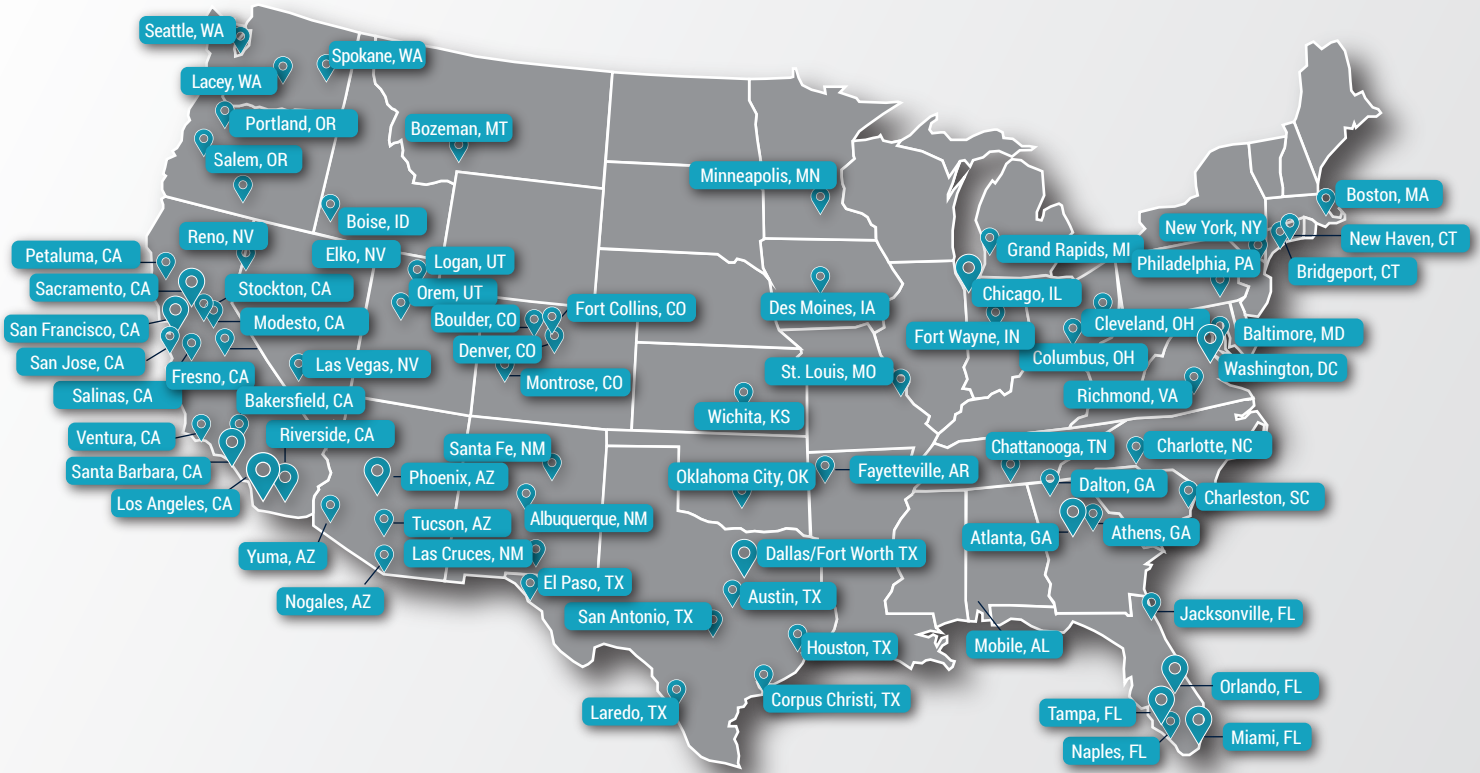 Seattle, WA
Spokane, WA
Lacey, WA
Portland, OR
Bozeman, MT
Salem, OR
Minneapolis, MN
Boston, MA
Boise, ID
New York, NY
Reno, NV
New Haven, CT
Petaluma, CA
Elko, NV
Logan, UT
Grand Rapids, MI
Philadelphia, PA
Bridgeport, CT
Sacramento, CA
Stockton, CA
Orem, UT
Chicago, IL
Fort Collins, CO
Des Moines, IA
Boulder, CO
San Francisco, CA
Modesto, CA
Cleveland, OH
Baltimore, MD
Fort Wayne, IN
Denver, CO
Columbus, OH
San Jose, CA
Las Vegas, NV
Washington, DC
Fresno, CA
St. Louis, MO
Montrose, CO
Salinas, CA
Richmond, VA
Bakersfield, CA
Wichita, KS
Ventura, CA
Riverside, CA
Santa Fe, NM
Chattanooga, TN
Charlotte, NC
Santa Barbara, CA
Phoenix, AZ
Oklahoma City, OK
Fayetteville, AR
Dalton, GA
Los Angeles, CA
Charleston, SC
Albuquerque, NM
Tucson, AZ
Athens, GA
Atlanta, GA
Yuma, AZ
Las Cruces, NM
Dallas/Fort Worth TX
El Paso, TX
Nogales, AZ
Austin, TX
San Antonio, TX
Jacksonville, FL
Houston, TX
Mobile, AL
Orlando, FL
Corpus Christi, TX
Laredo, TX
Tampa, FL
Miami, FL
Naples, FL